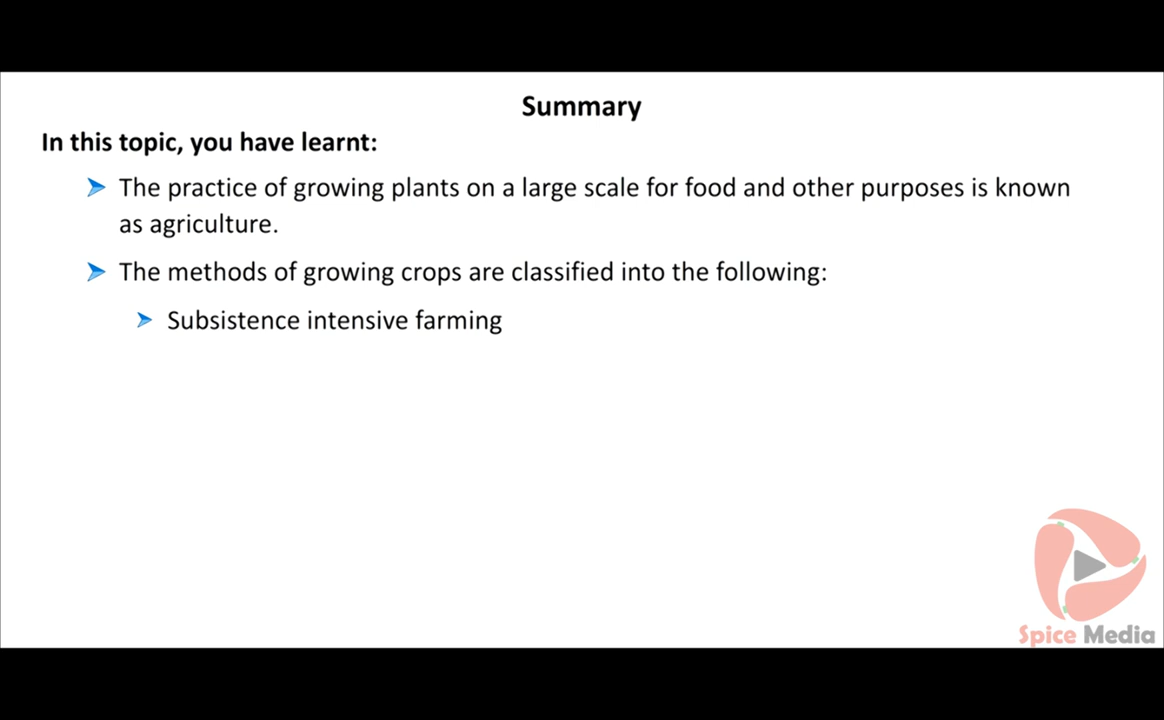 Summary
In this topic, you have learnt:
The practice of growing plants on a large scale for food and other purposes is known
as agriculture.
The methods of growing crops are classified into the following:
Subsistence intensive farming
Spice Media